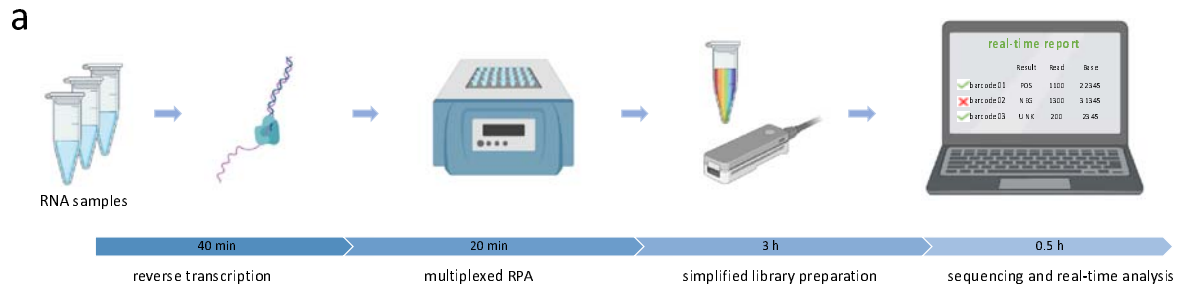 a
real-time report
Result Read Base
barcode01 POS 1100 22345
barcode02 NEG 1300 31345
barcode03 UNK 200 2345
RNA samples
40 min 20 min 3 h 0.5 h
reverse transcription multiplexed RPA simplified library preparation sequencing and real-time analysis